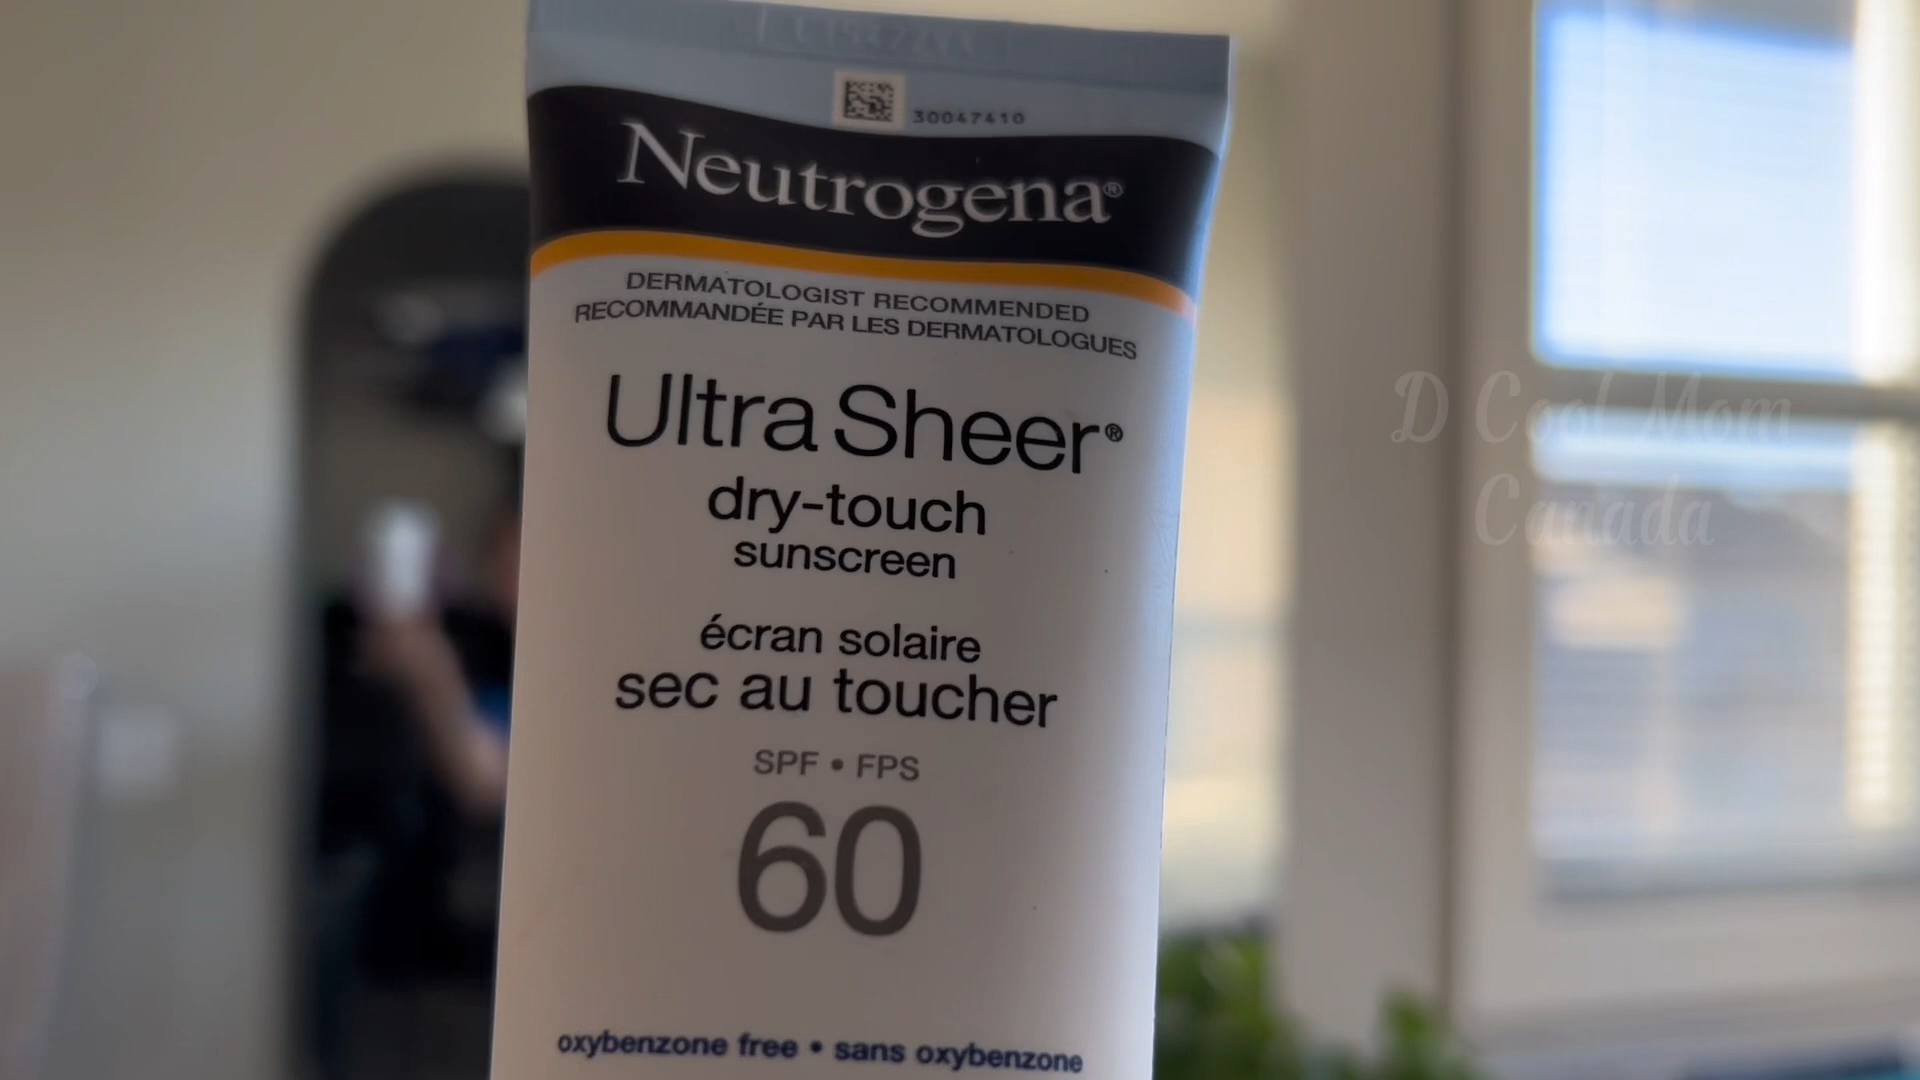 30047410
Neutrogena®
DERMATOLOGIST RECOMMENDED
RECOMMANDÉE PAR LES DERMATOLOGUES
Ultra Sheer®
dry-touch
sunscreen
écran solaire
sec au toucher
SPF • FPS
60
oxybenzone free • sans oxybenzone
D Cool Mom
Canada